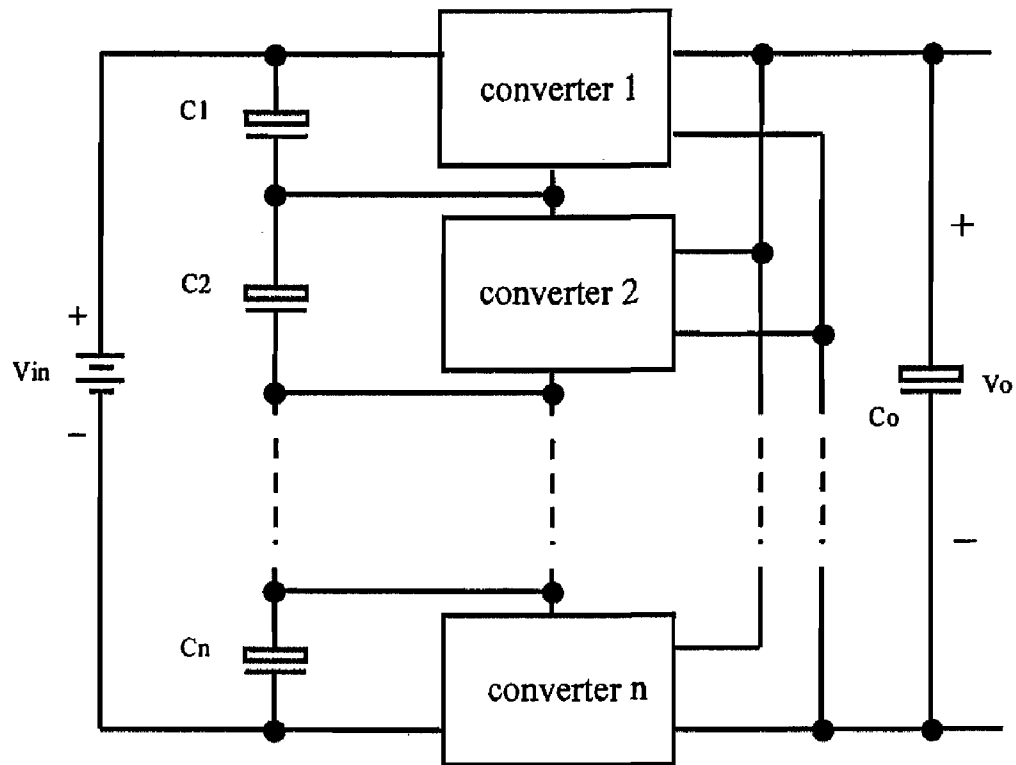 converter 1
C1
converter 2
C2
+
+
Vin
Vo
Co
−
−
Cn
converter n